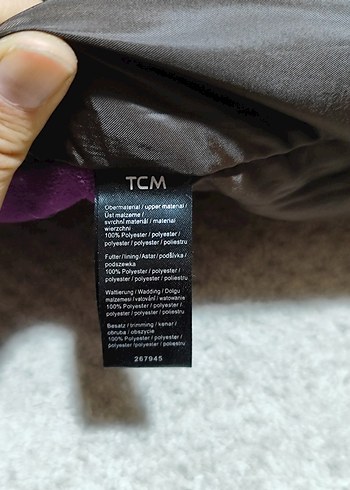 TCM
Obermaterial / upper material /
Üst malzeme /
svrchní materiál / materiał
wierzchni
100% Polyester / polyester /
polyester / polyester / poliestru
Futter / lining / Astar / podšívka /
podszewka
100% Polyester / polyester /
polyester / polyester / poliestru
Wattierung / Wadding / Dolgu
malzemesi / vatování / watowanie
100% Polyester / polyester /
polyester / polyester / poliestru
Besatz / trimming / kenar /
obruba / obszycie
100% Polyester / polyester /
polyester / polyester / poliestru
267945